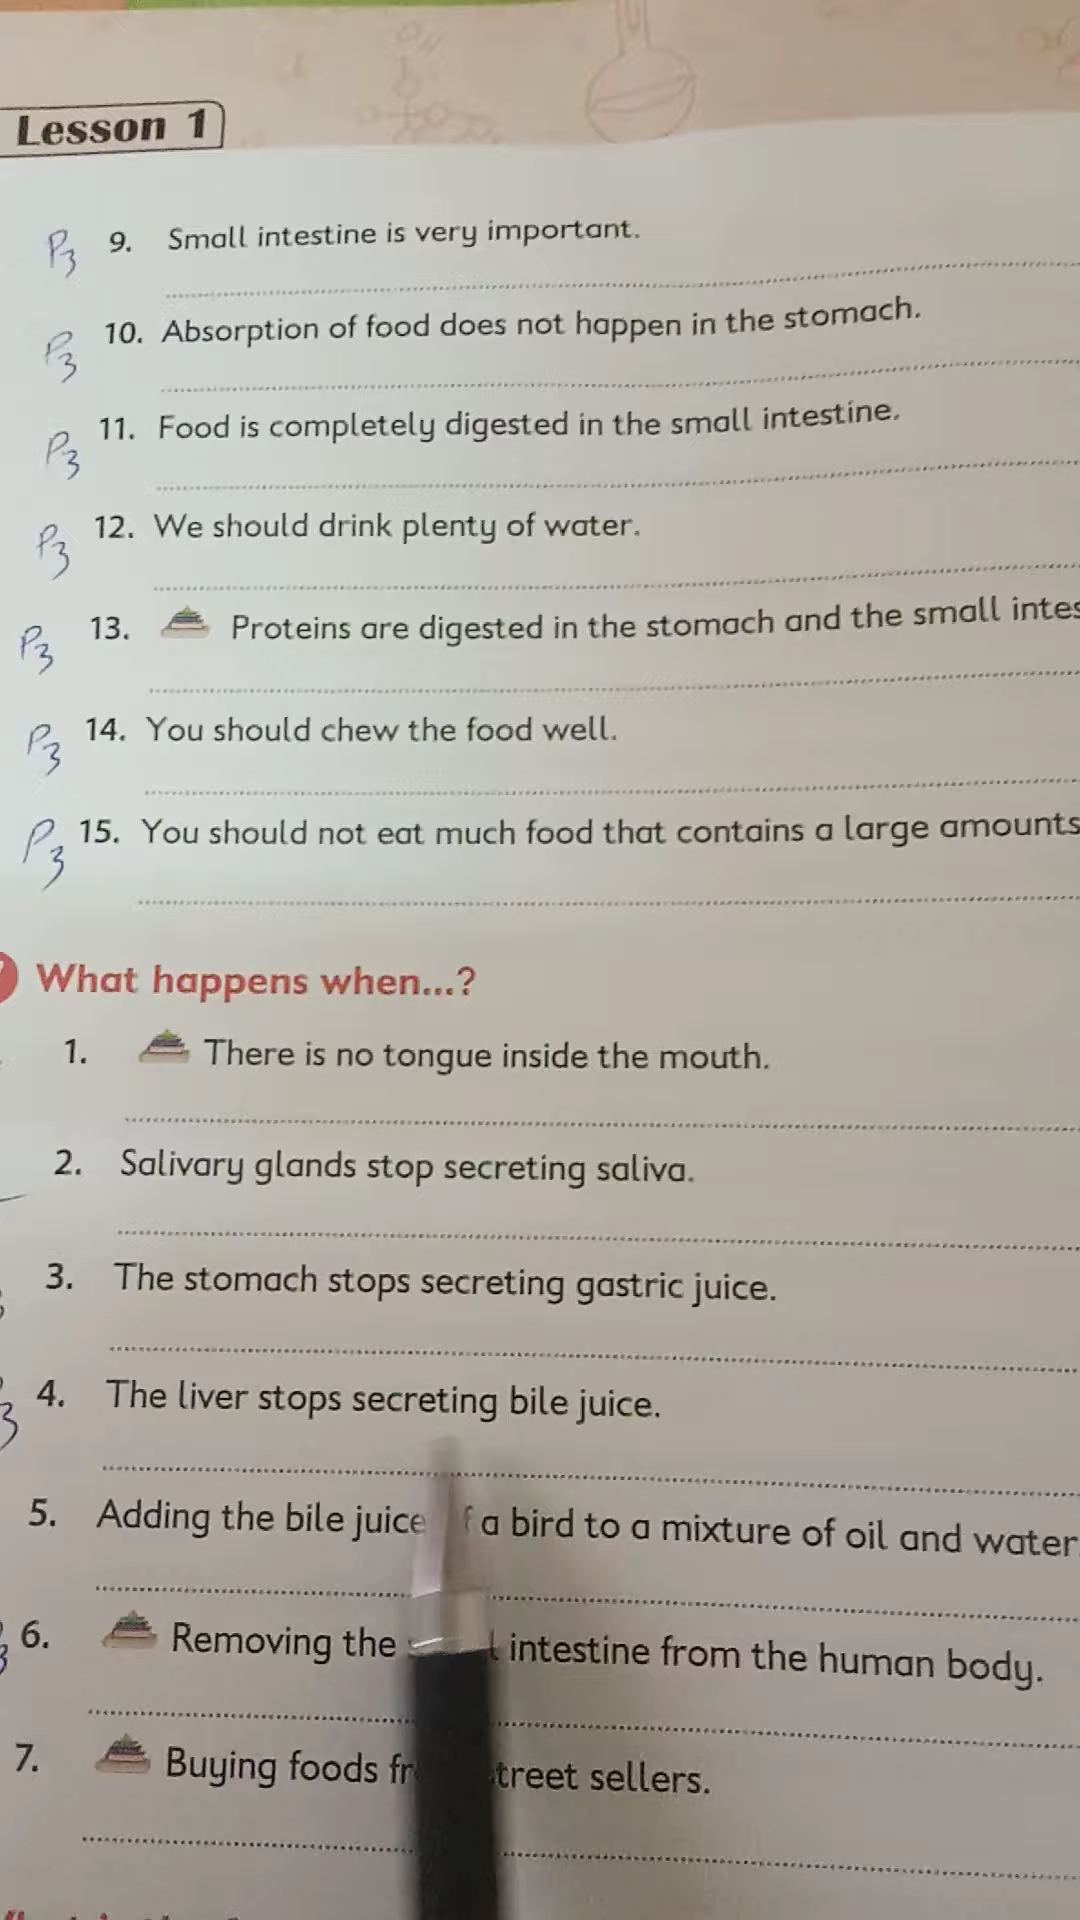 Lesson 1
P3 9. Small intestine is very important.
P3 10. Absorption of food does not happen in the stomach.
P3 11. Food is completely digested in the small intestine.
P3 12. We should drink plenty of water.
P3 13. Proteins are digested in the stomach and the small intes
P3 14. You should chew the food well.
P3 15. You should not eat much food that contains a large amounts
What happens when...?
1. There is no tongue inside the mouth.
2. Salivary glands stop secreting saliva.
3. The stomach stops secreting gastric juice.
3 4. The liver stops secreting bile juice.
5. Adding the bile juice a bird to a mixture of oil and water
3 6. Removing the intestine from the human body.
7. Buying foods sellers.